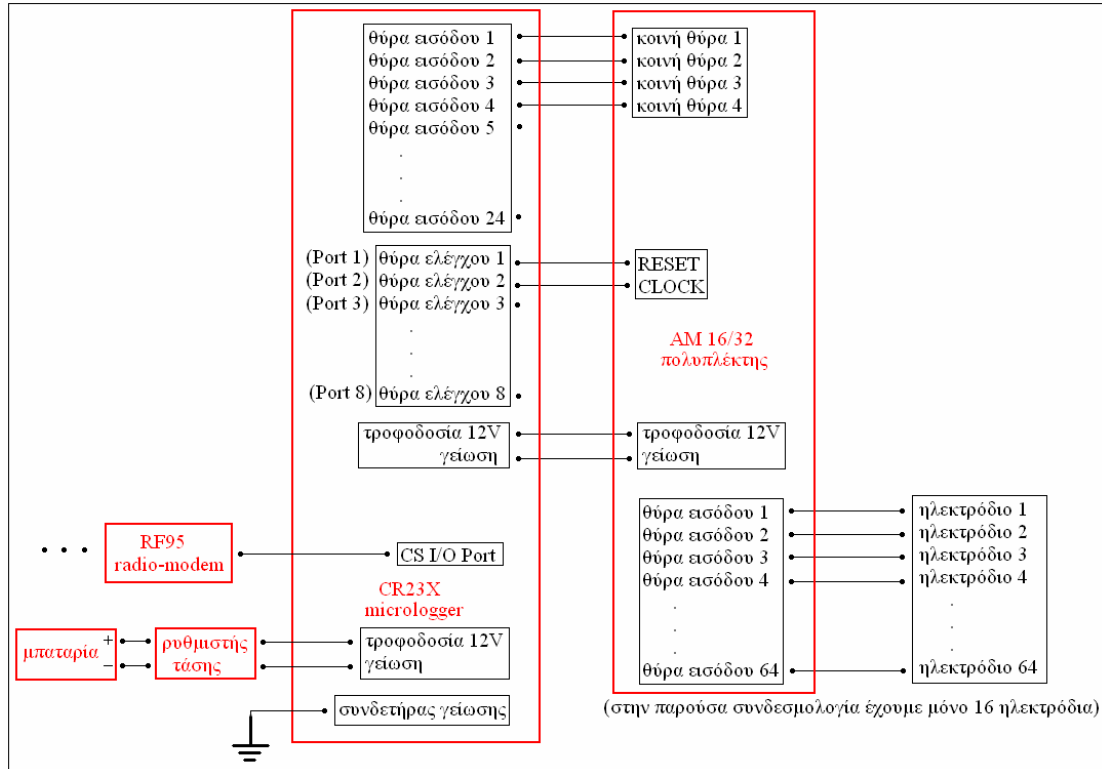 θύρα εισόδου 1
θύρα εισόδου 2
θύρα εισόδου 3
θύρα εισόδου 4
θύρα εισόδου 5
.
.
.
θύρα εισόδου 24
κοινή θύρα 1
κοινή θύρα 2
κοινή θύρα 3
κοινή θύρα 4
(Port 1) θύρα ελέγχου 1
(Port 2) θύρα ελέγχου 2
(Port 3) θύρα ελέγχου 3
.
.
.
(Port 8) θύρα ελέγχου 8
RESET
CLOCK
AM 16/32
πολυπλέκτης
τροφοδοσία 12V
γείωση
τροφοδοσία 12V
γείωση
θύρα εισόδου 1
θύρα εισόδου 2
θύρα εισόδου 3
θύρα εισόδου 4
.
.
.
θύρα εισόδου 64
ηλεκτρόδιο 1
ηλεκτρόδιο 2
ηλεκτρόδιο 3
ηλεκτρόδιο 4
.
.
.
ηλεκτρόδιο 64
(στην παρούσα συνδεσμολογία έχουμε μόνο 16 ηλεκτρόδια)
• • •
RF95
radio-modem
CS I/O Port
CR23X
micrologger
μπαταρία
+
−
ρυθμιστής
τάσης
τροφοδοσία 12V
γείωση
συνδετήρας γείωσης